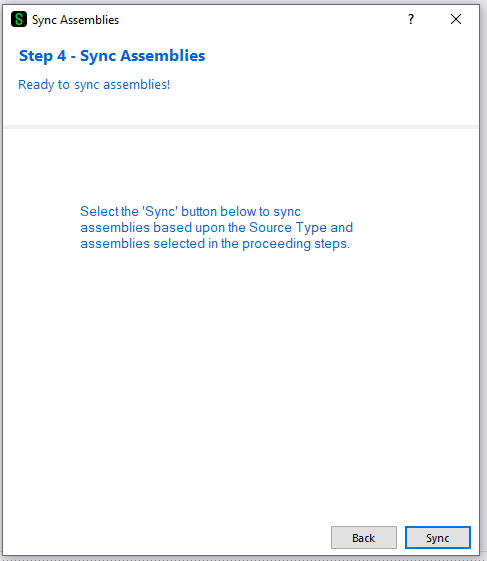 Sync Assemblies
?
Step 4 - Sync Assemblies
Ready to sync assemblies!
Select the 'Sync' button below to sync
assemblies based upon the Source Type and
assemblies selected in the proceeding steps.
Back
Sync